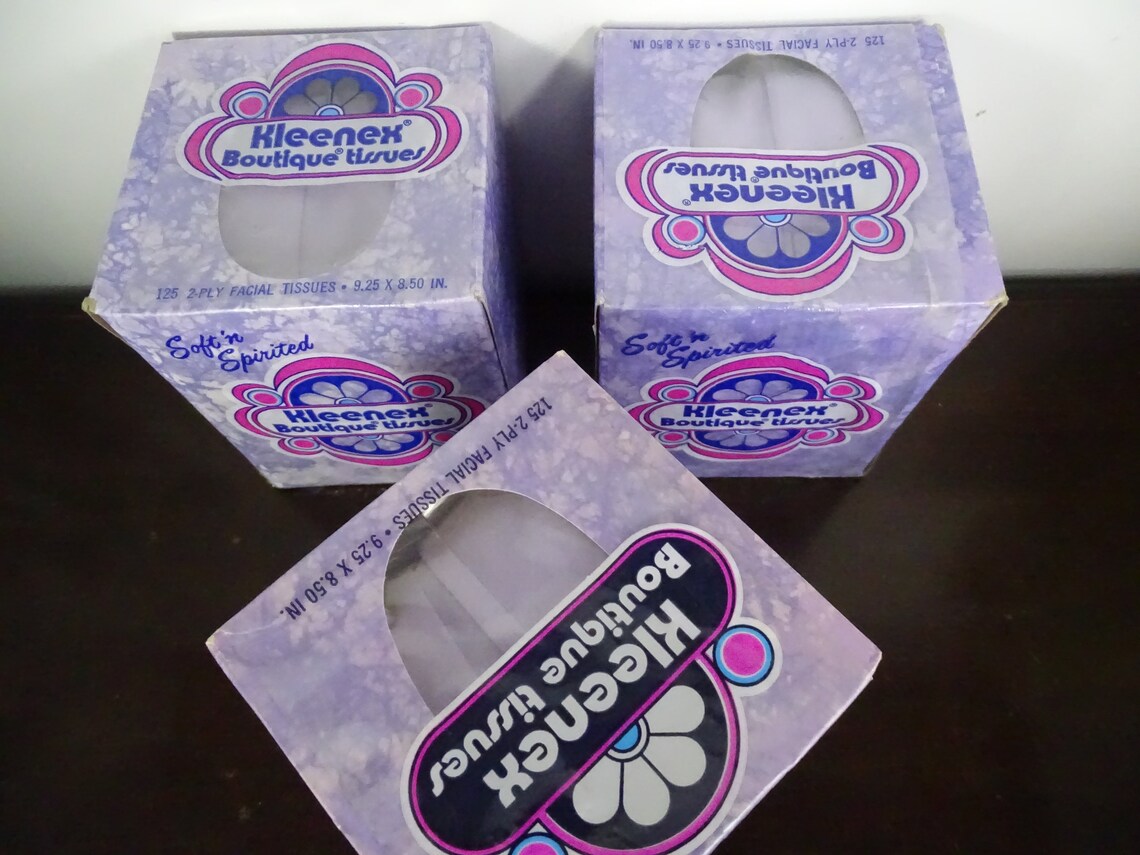 Kleenex®
Boutique® tissues
125 2-PLY FACIAL TISSUES • 9.25 X 8.50 IN.
Soft 'n
Spirited
Kleenex®
Boutique® tissues
125 2-PLY FACIAL TISSUES • 9.25 X 8.50 IN.
Kleenex®
Boutique® tissues
Soft 'n
Spirited
Kleenex®
Boutique® tissues
125 2-PLY FACIAL TISSUES • 9.25 X 8.50 IN.
Kleenex
Boutique tissues